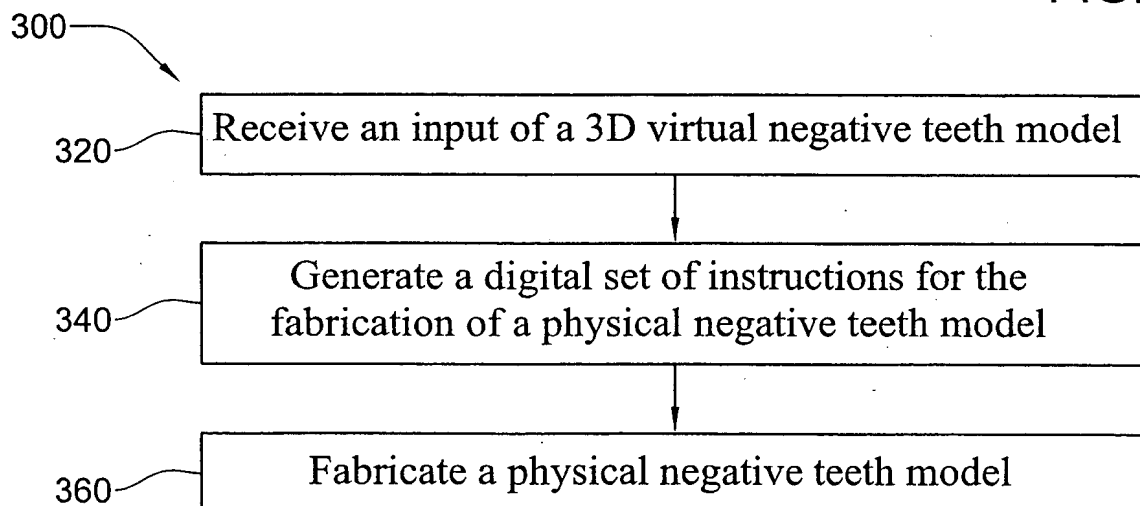 300
320
Receive an input of a 3D virtual negative teeth model
340
Generate a digital set of instructions for the
fabrication of a physical negative teeth model
360
Fabricate a physical negative teeth model